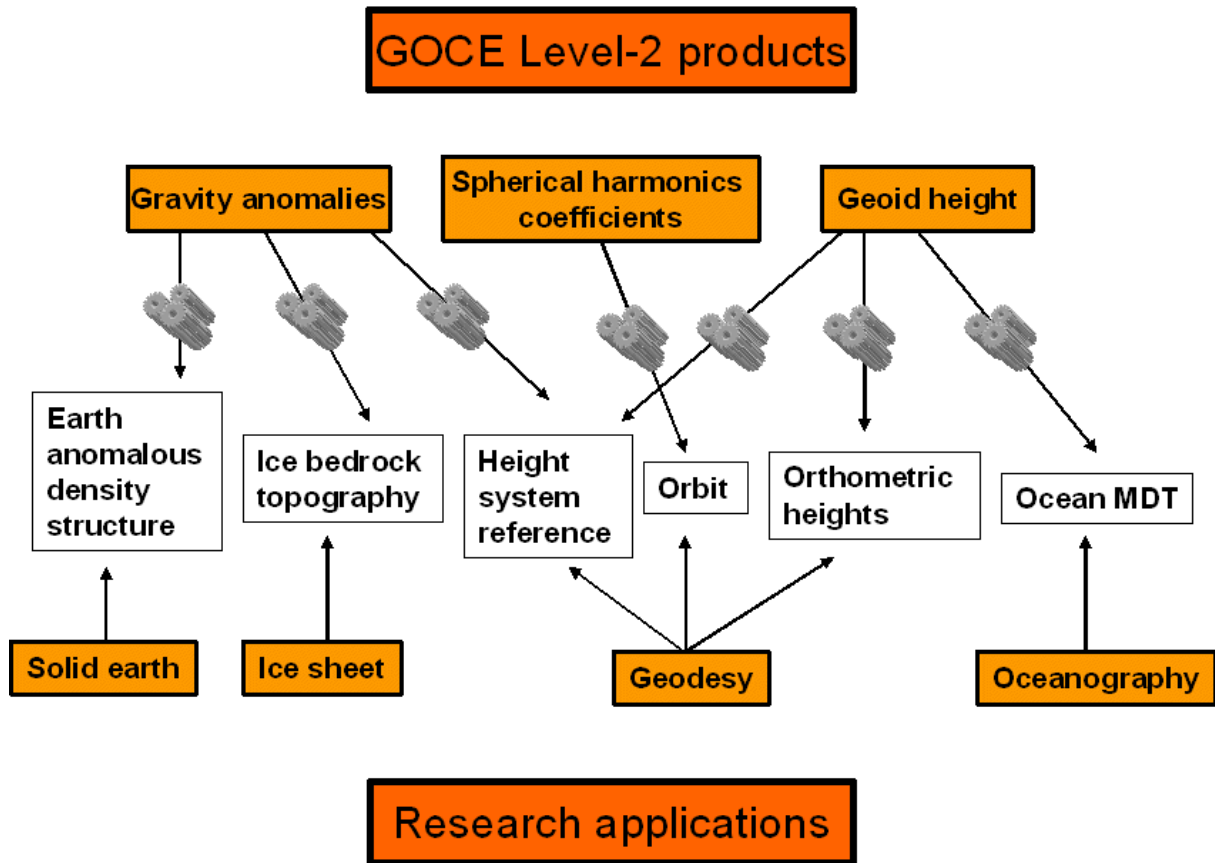 GOCE Level-2 products
Gravity anomalies
Spherical harmonics
coefficients
Geoid height
Earth
anomalous
density
structure
Ice bedrock
topography
Height
system
reference
Orbit
Orthometric
heights
Ocean MDT
Solid earth
Ice sheet
Geodesy
Oceanography
Research applications